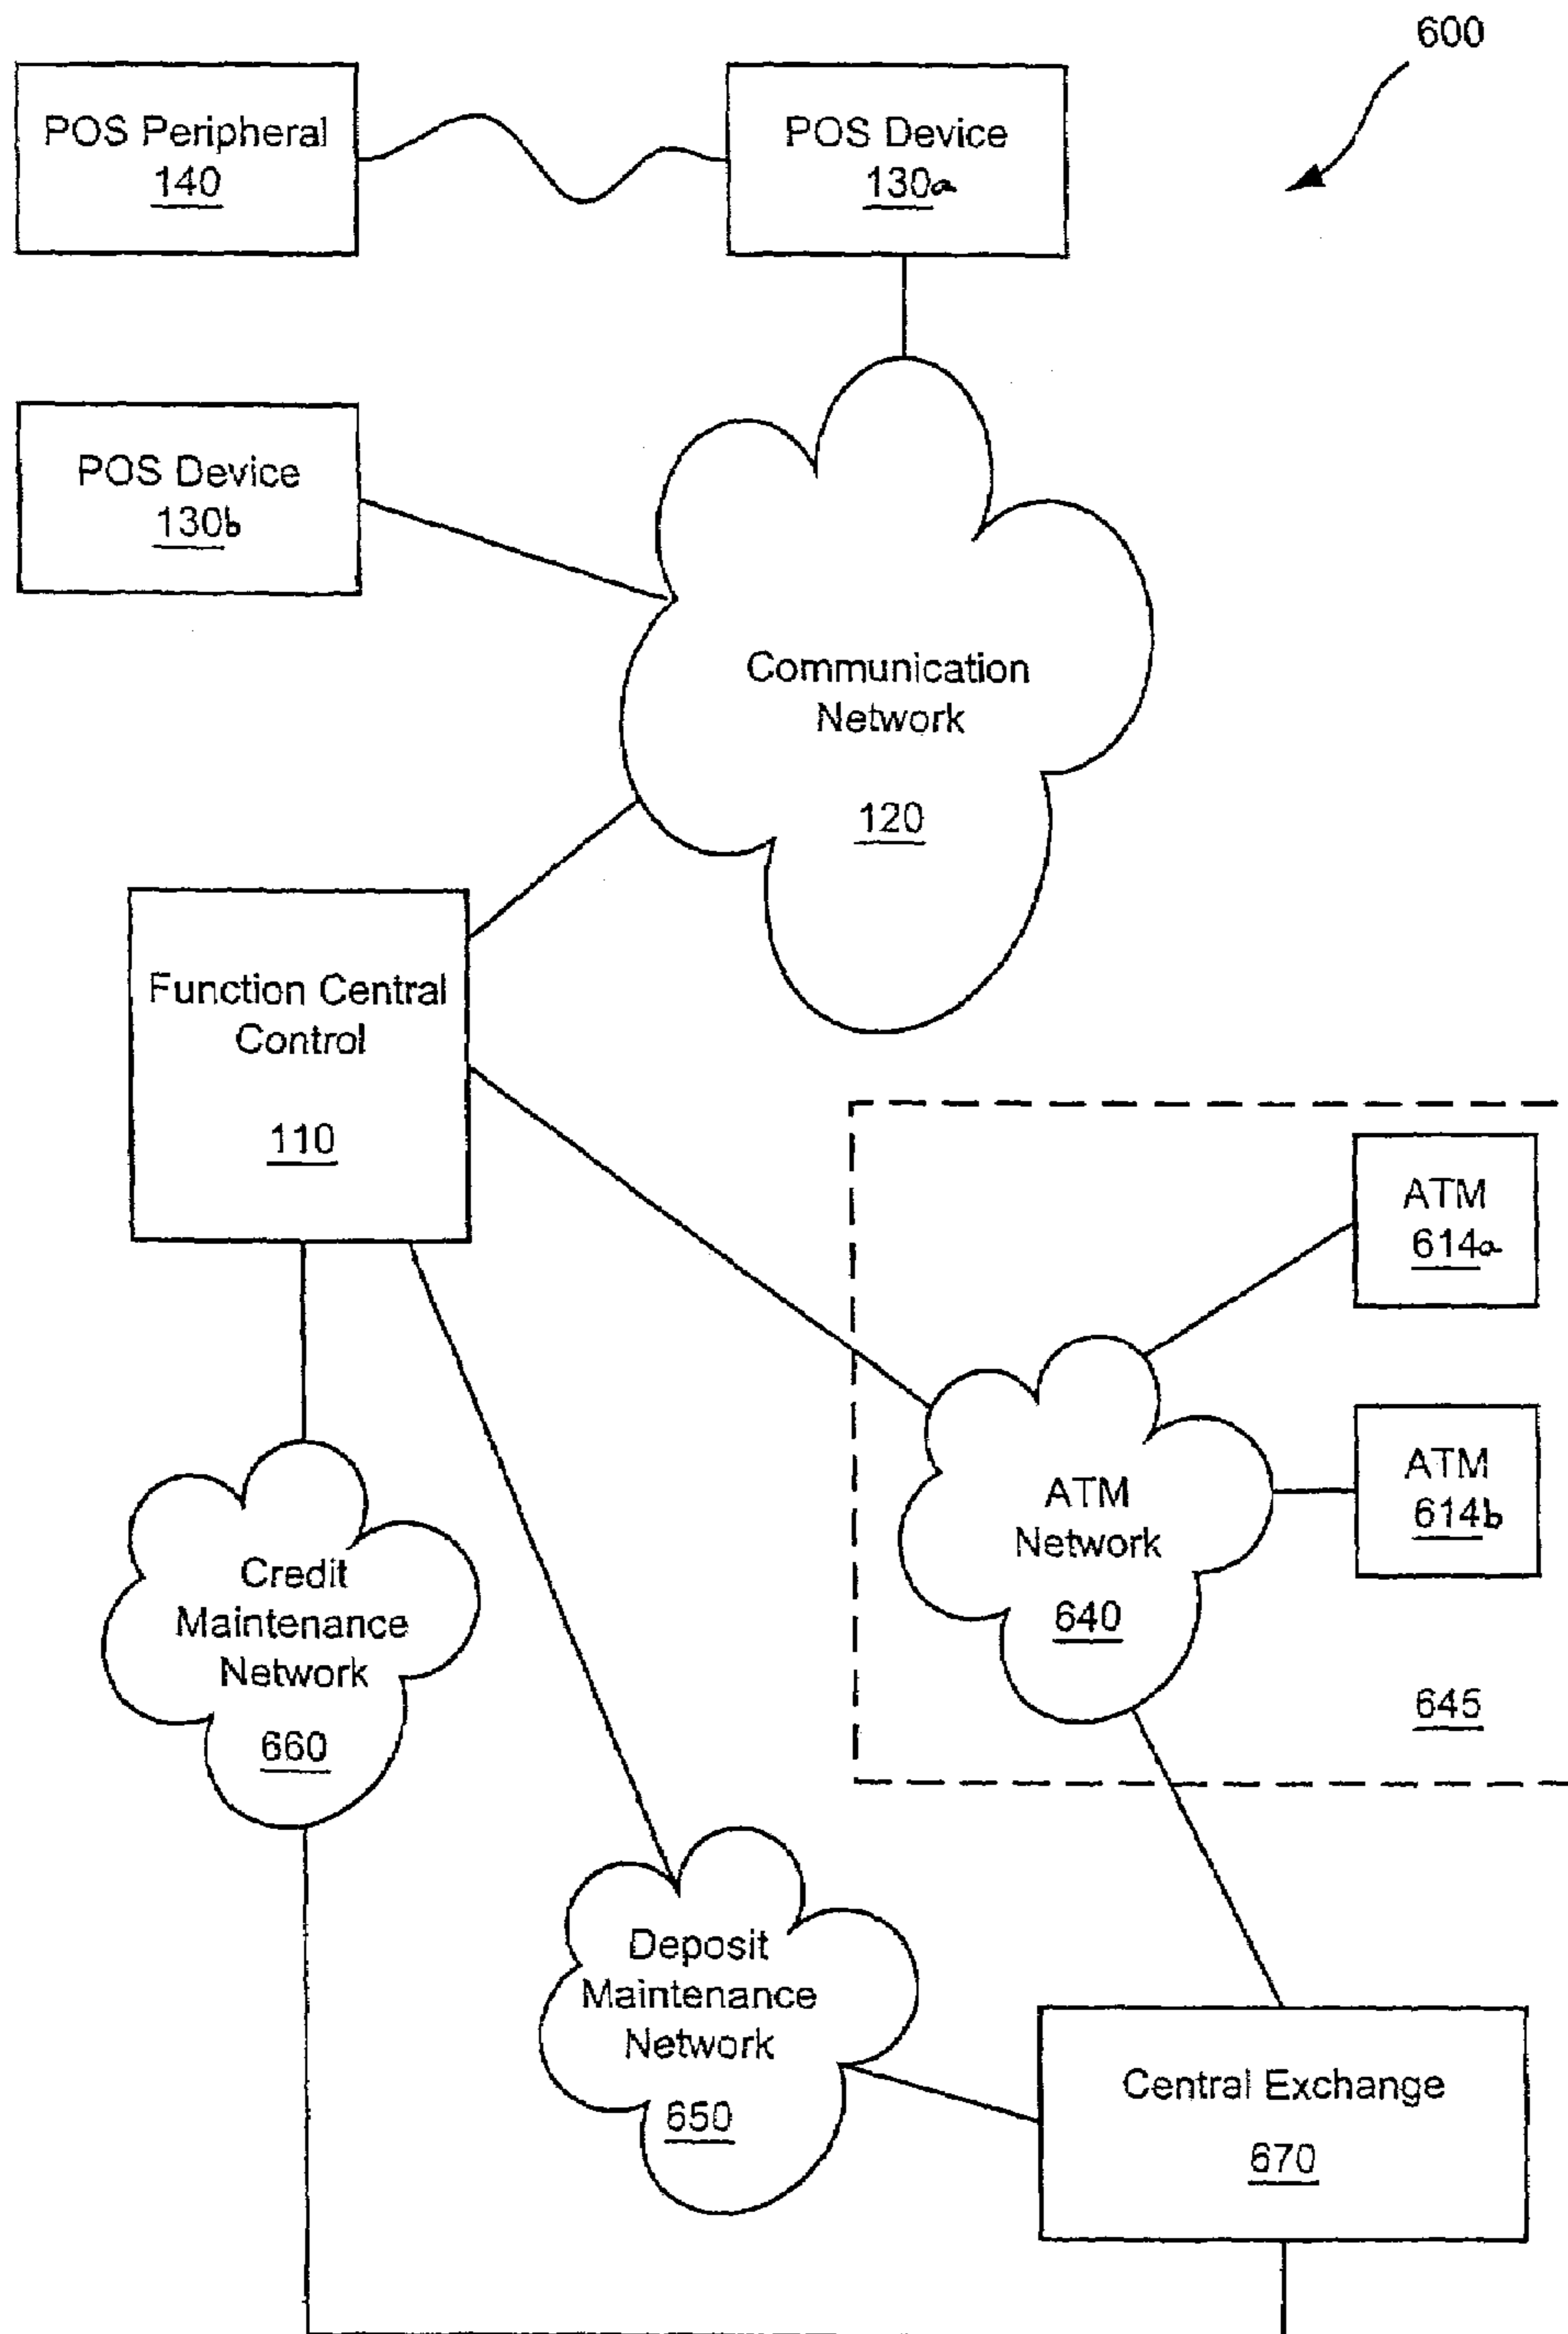 600
POS Peripheral
140
POS Device
130a
POS Device
130b
Communication
Network
120
Function Central
Control
110
ATM
614a
ATM
614b
ATM
Network
640
645
Credit
Maintenance
Network
660
Deposit
Maintenance
Network
650
Central Exchange
670